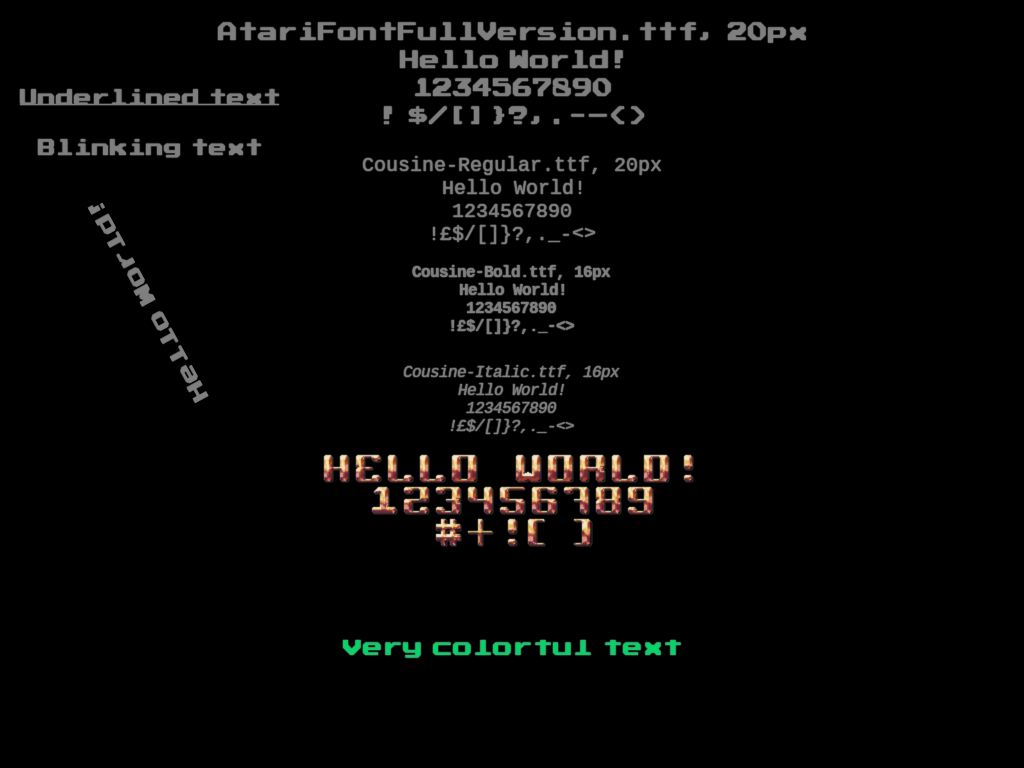 AtariFontFullVersion.ttf, 20px
Hello World!
1234567890
! $/[]}?,.--<>
Underlined text
Blinking text
Cousine-Regular.ttf, 20px
Hello World!
1234567890
!£$/[]}?,._-<>
Hello World!
Cousine-Bold.ttf, 16px
Hello World!
1234567890
!£$/[]}?,._-<>
Cousine-Italic.ttf, 16px
Hello World!
1234567890
!£$/[]}?,._-<>
HELLO WORLD!
123456789
#+![ ]
Very colorful text